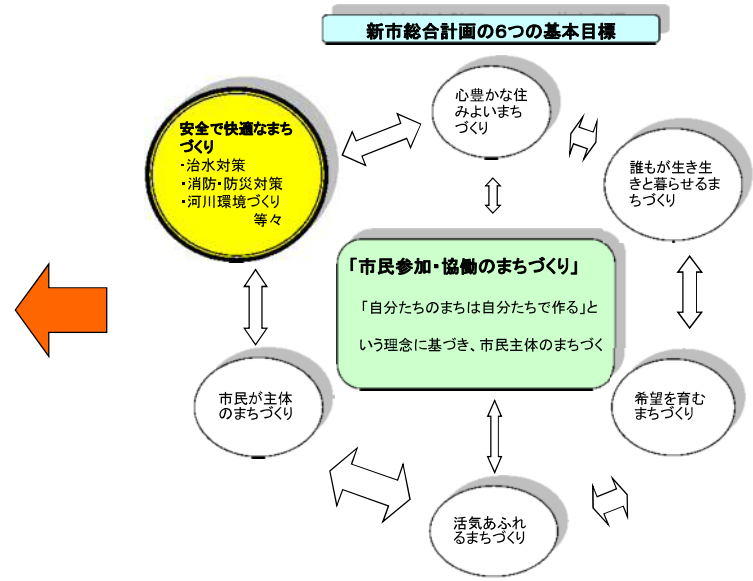 新市総合計画の6つの基本目標
心豊かな住
みよいまち
づくり
安全で快適なまち
づくり
・治水対策
・消防・防災対策
・河川環境づくり
等々
誰もが生き生
きと暮らせるま
ちづくり
「市民参加・協働のまちづくり」
「自分たちのまちは自分たちで作る」と
いう理念に基づき、市民主体のまちづく
市民が主体
のまちづくり
希望を育む
まちづくり
活気あふれ
るまちづくり